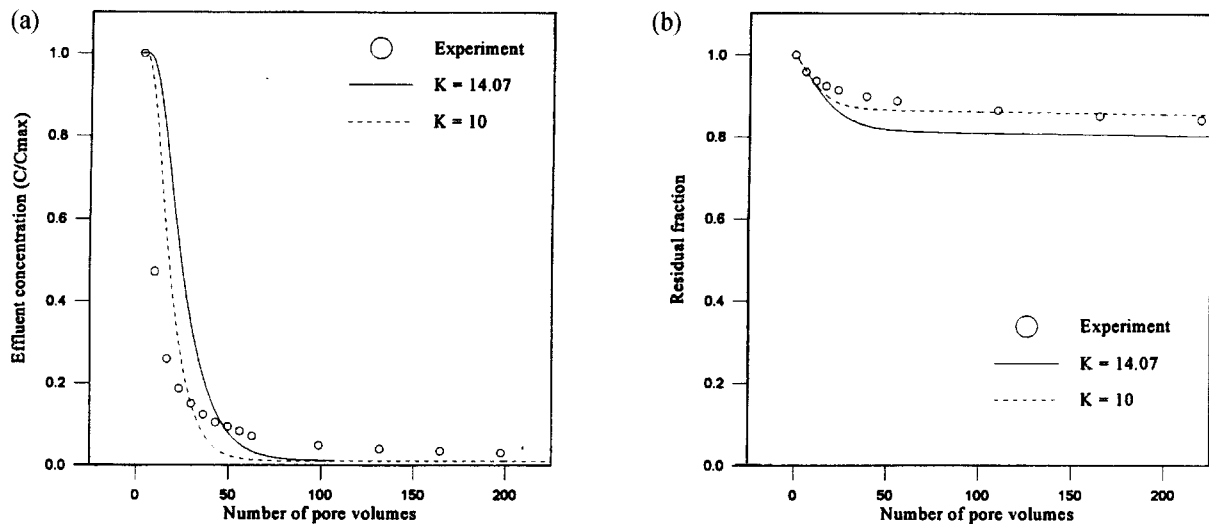 (a)
Effluent concentration (C/Cmax)
1.0
0.8
0.6
0.4
0.2
0.0
Experiment
K = 14.07
K = 10
0 50 100 150 200
Number of pore volumes
(b)
Residual fraction
1.0
0.8
0.6
0.4
0.2
0.0
Experiment
K = 14.07
K = 10
0 50 100 150 200
Number of pore volumes